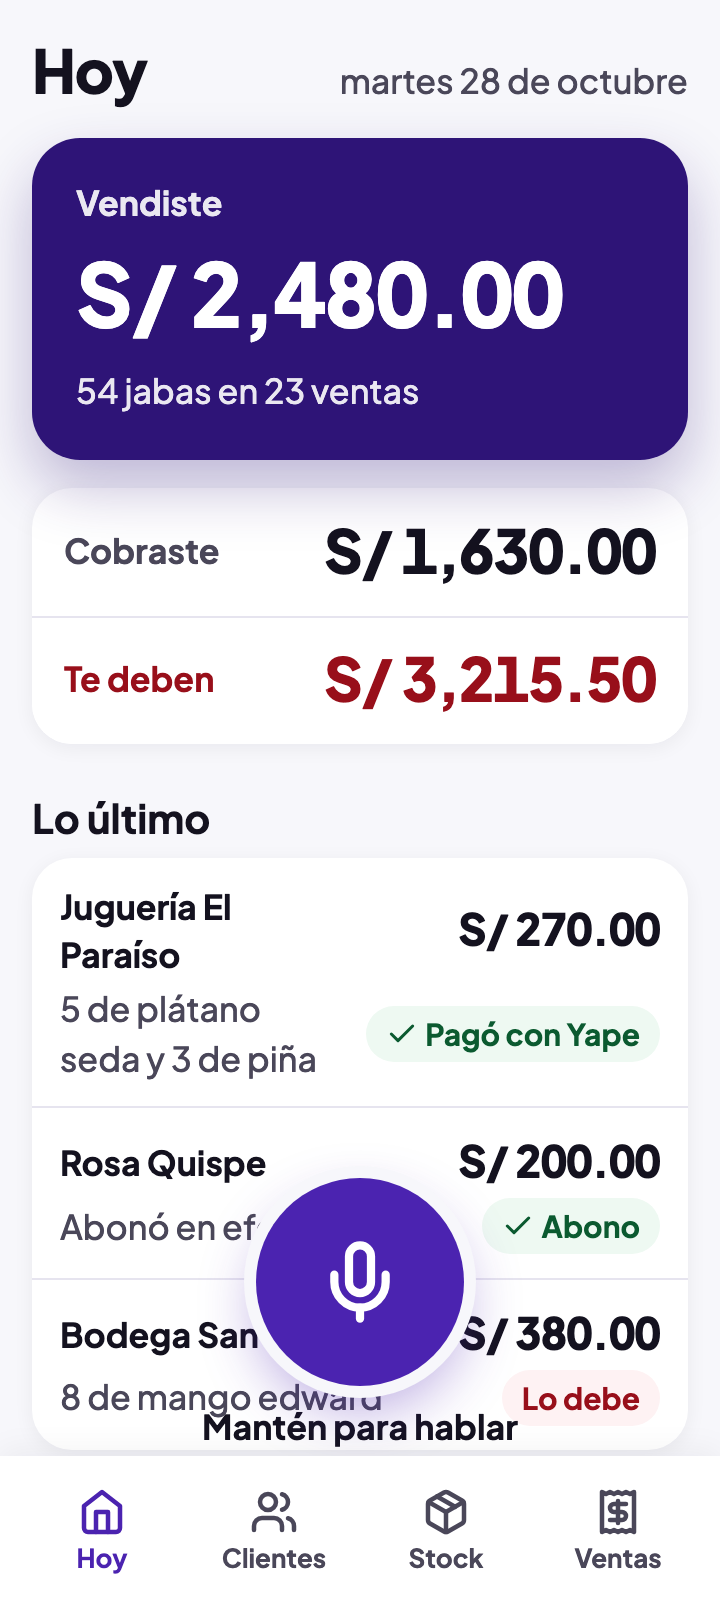 Hoy
martes 28 de octubre
Vendiste
S/ 2,480.00
54 jabas en 23 ventas
Cobraste
S/ 1,630.00
Te deben
S/ 3,215.50
Lo último
Juguería El
Paraíso
S/ 270.00
5 de plátano
seda y 3 de piña
Pagó con Yape
Rosa Quispe
S/ 200.00
Abonó en
Abono
Bodega San
S/ 380.00
8 de mango edward
Lo debe
Mantén para hablar
Hoy
Clientes
Stock
Ventas